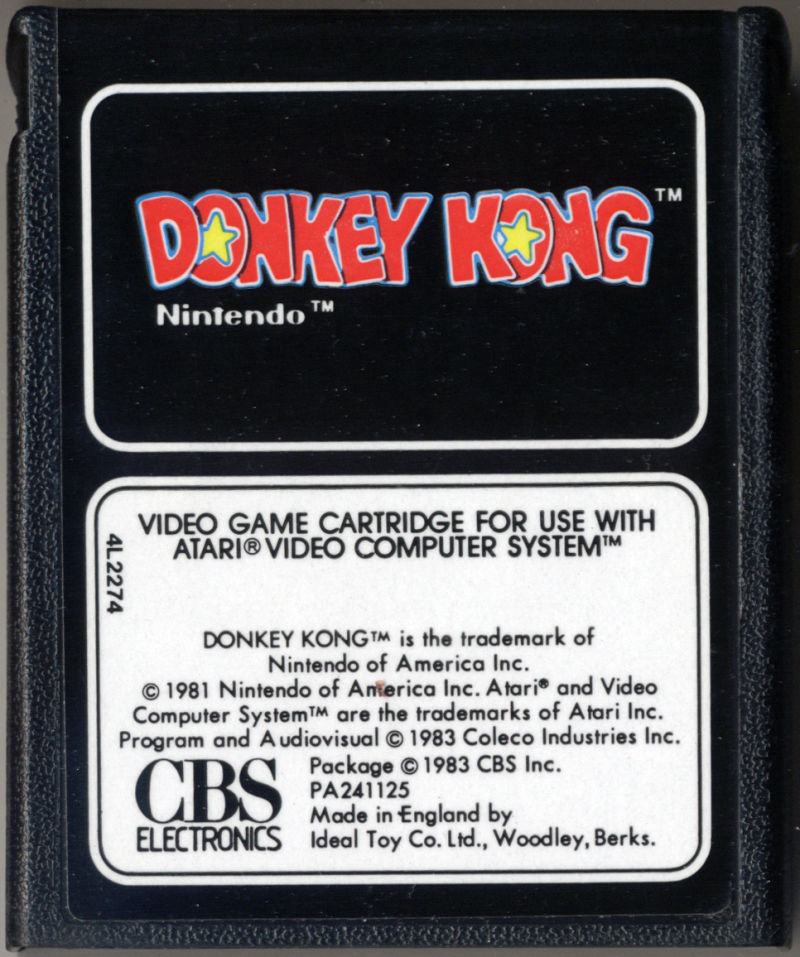 DONKEY KONG™
Nintendo™
VIDEO GAME CARTRIDGE FOR USE WITH
ATARI® VIDEO COMPUTER SYSTEM™
4L2274
DONKEY KONG™ is the trademark of
Nintendo of America Inc.
© 1981 Nintendo of America Inc. Atari® and Video
Computer System™ are the trademarks of Atari Inc.
Program and Audiovisual © 1983 Coleco Industries Inc.
CBS
ELECTRONICS
Package © 1983 CBS Inc.
PA241125
Made in England by
Ideal Toy Co. Ltd., Woodley, Berks.